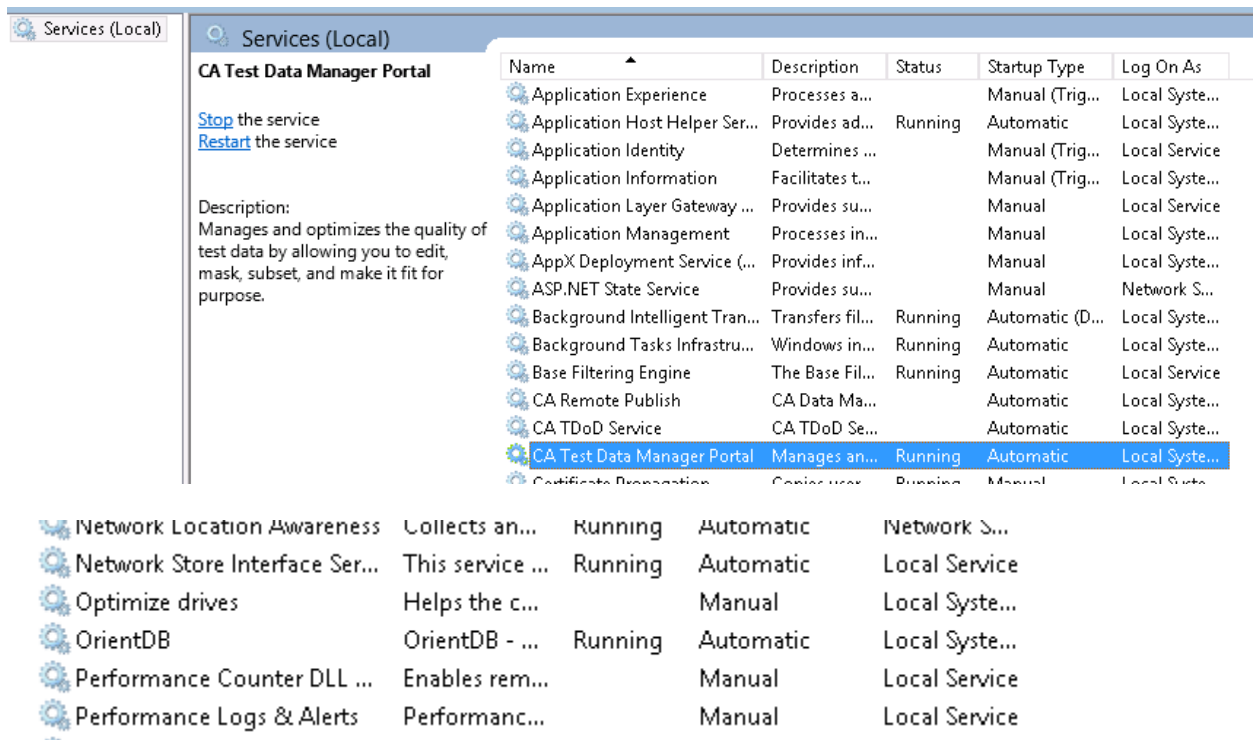 Services (Local)
Services (Local)
CA Test Data Manager Portal
Stop the service
Restart the service
Description:
Manages and optimizes the quality of
test data by allowing you to edit,
mask, subset, and make it fit for
purpose.
Name Description Status Startup Type Log On As
Application Experience Processes a... Manual (Trig... Local Syste...
Application Host Helper Ser... Provides ad... Running Automatic Local Syste...
Application Identity Determines ... Manual (Trig... Local Service
Application Information Facilitates t... Manual (Trig... Local Syste...
Application Layer Gateway ... Provides su... Manual Local Service
Application Management Processes in... Manual Local Syste...
AppX Deployment Service (... Provides inf... Manual Local Syste...
ASP.NET State Service Provides su... Manual Network S...
Background Intelligent Tran... Transfers fil... Running Automatic (D... Local Syste...
Background Tasks Infrastru... Windows in... Running Automatic Local Syste...
Base Filtering Engine The Base Fil... Running Automatic Local Service
CA Remote Publish CA Data Ma... Automatic Local Syste...
CA TDoD Service CA TDoD Se... Automatic Local Syste...
CA Test Data Manager Portal Manages an... Running Automatic Local Syste...
Certificate Propagation Copies user ... Running Manual Local Syste...
Network Location Awareness Collects an... Running Automatic Network S...
Network Store Interface Ser... This service ... Running Automatic Local Service
Optimize drives Helps the c... Manual Local Syste...
OrientDB OrientDB - ... Running Automatic Local Syste...
Performance Counter DLL ... Enables rem... Manual Local Service
Performance Logs & Alerts Performanc... Manual Local Service